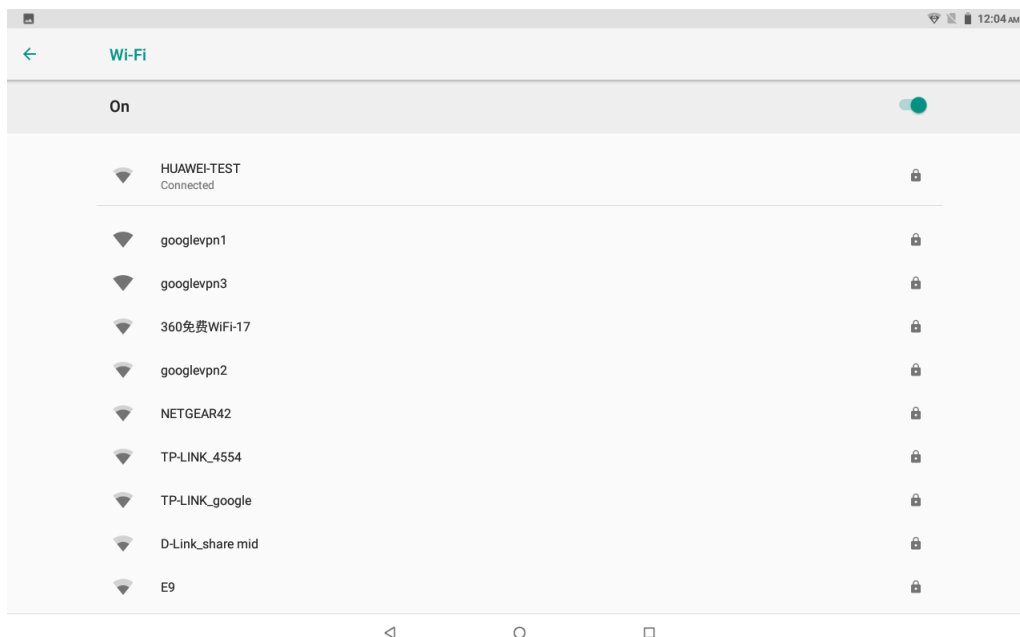 12:04 AM
Wi-Fi
On
HUAWEI-TEST
Connected
googlevpn1
googlevpn3
360免费WiFi-17
googlevpn2
NETGEAR42
TP-LINK_4554
TP-LINK_google
D-Link_share mid
E9